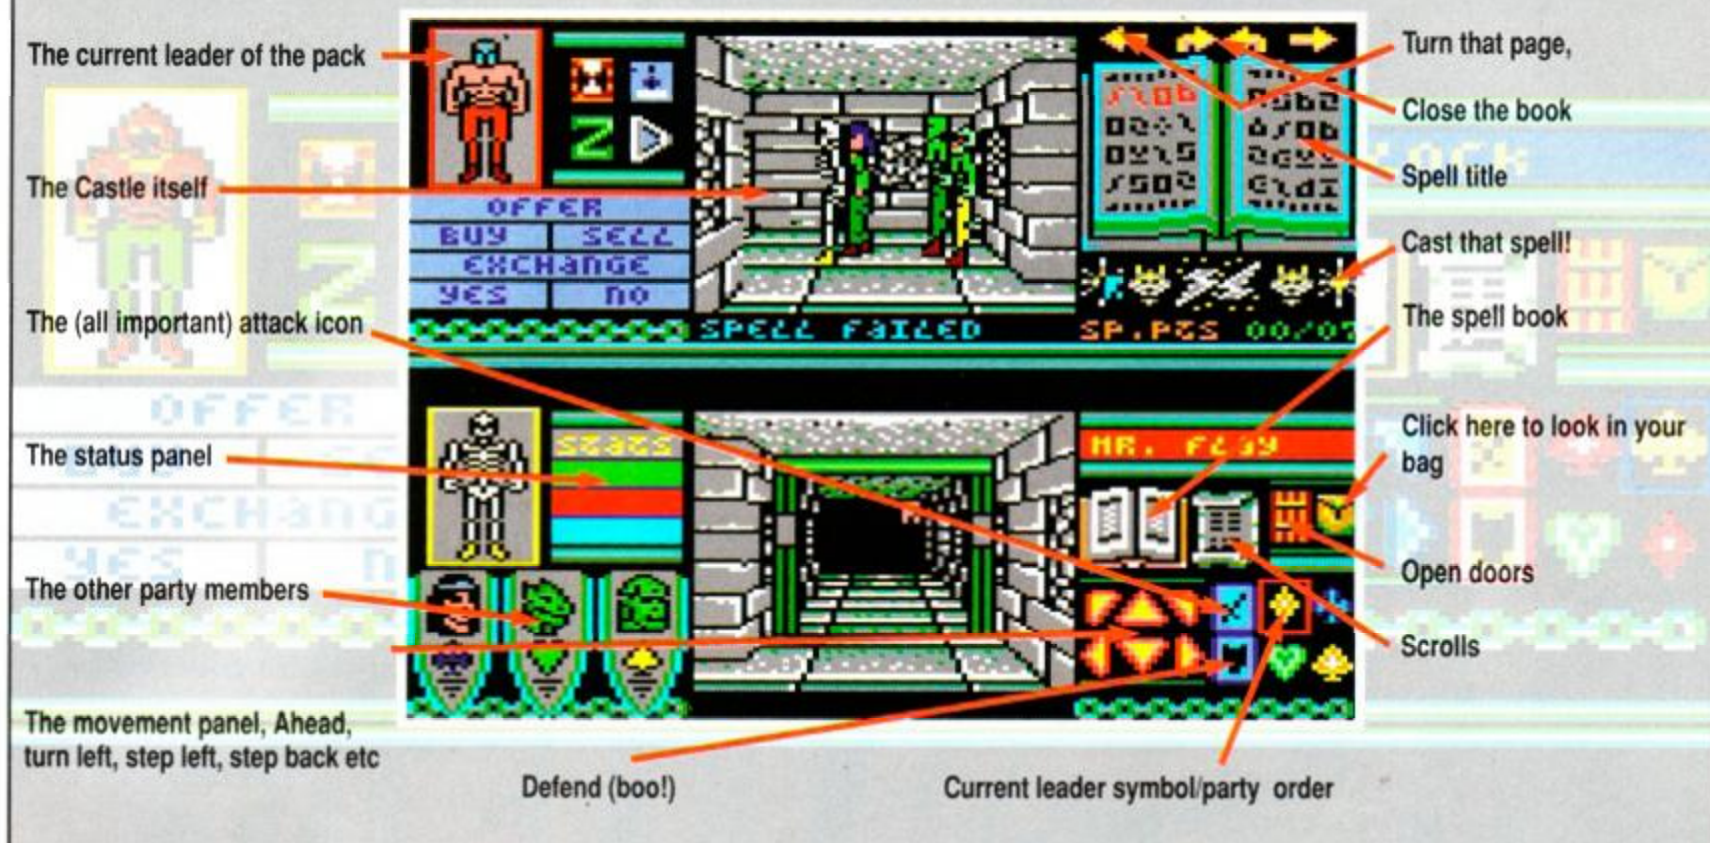 The current leader of the pack
The Castle itself
The (all important) attack icon
The status panel
The other party members
The movement panel, Ahead,
turn left, step left, step back etc
OFFER
BUY SELL
EXCHANGE
YES NO
SPELL FAILED
SP.PTS 00/0
STATS
MR. FLAY
Turn that page,
Close the book
Spell title
Cast that spell!
The spell book
Click here to look in your
bag
Open doors
Scrolls
Defend (boo!)
Current leader symbol/party order
OFFER
EXCHANG
YES